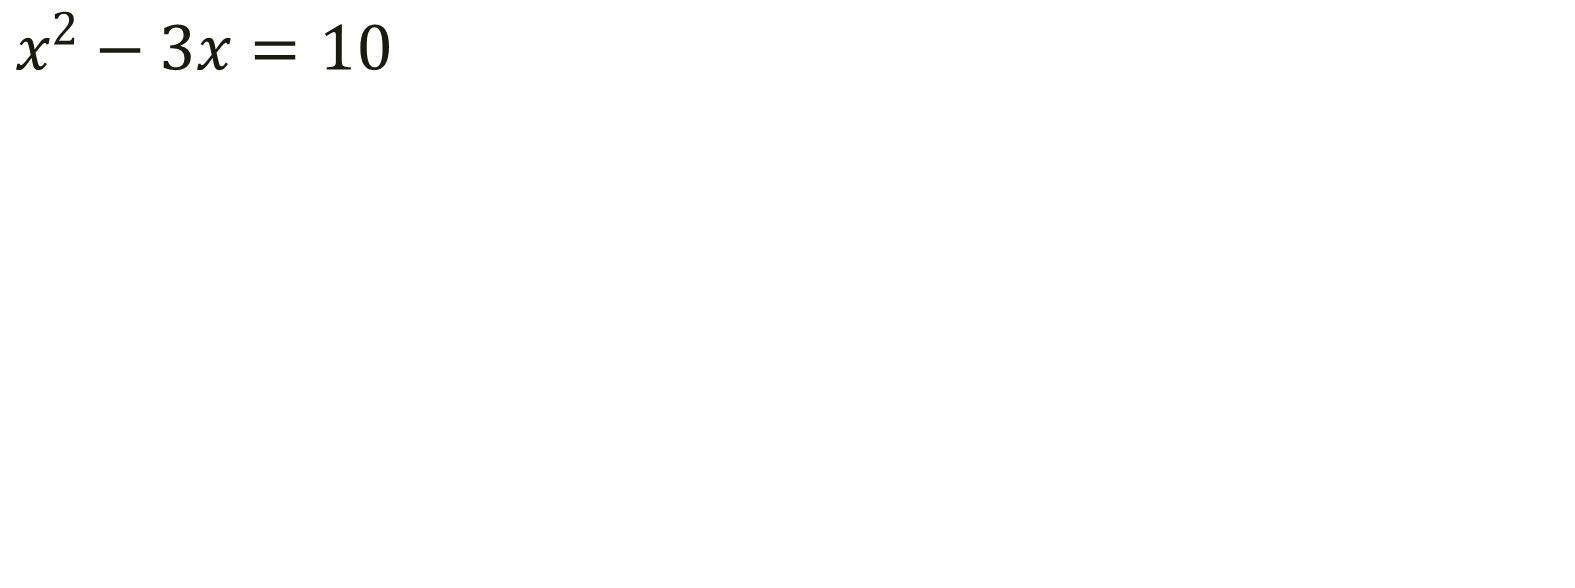 x² − 3x = 10